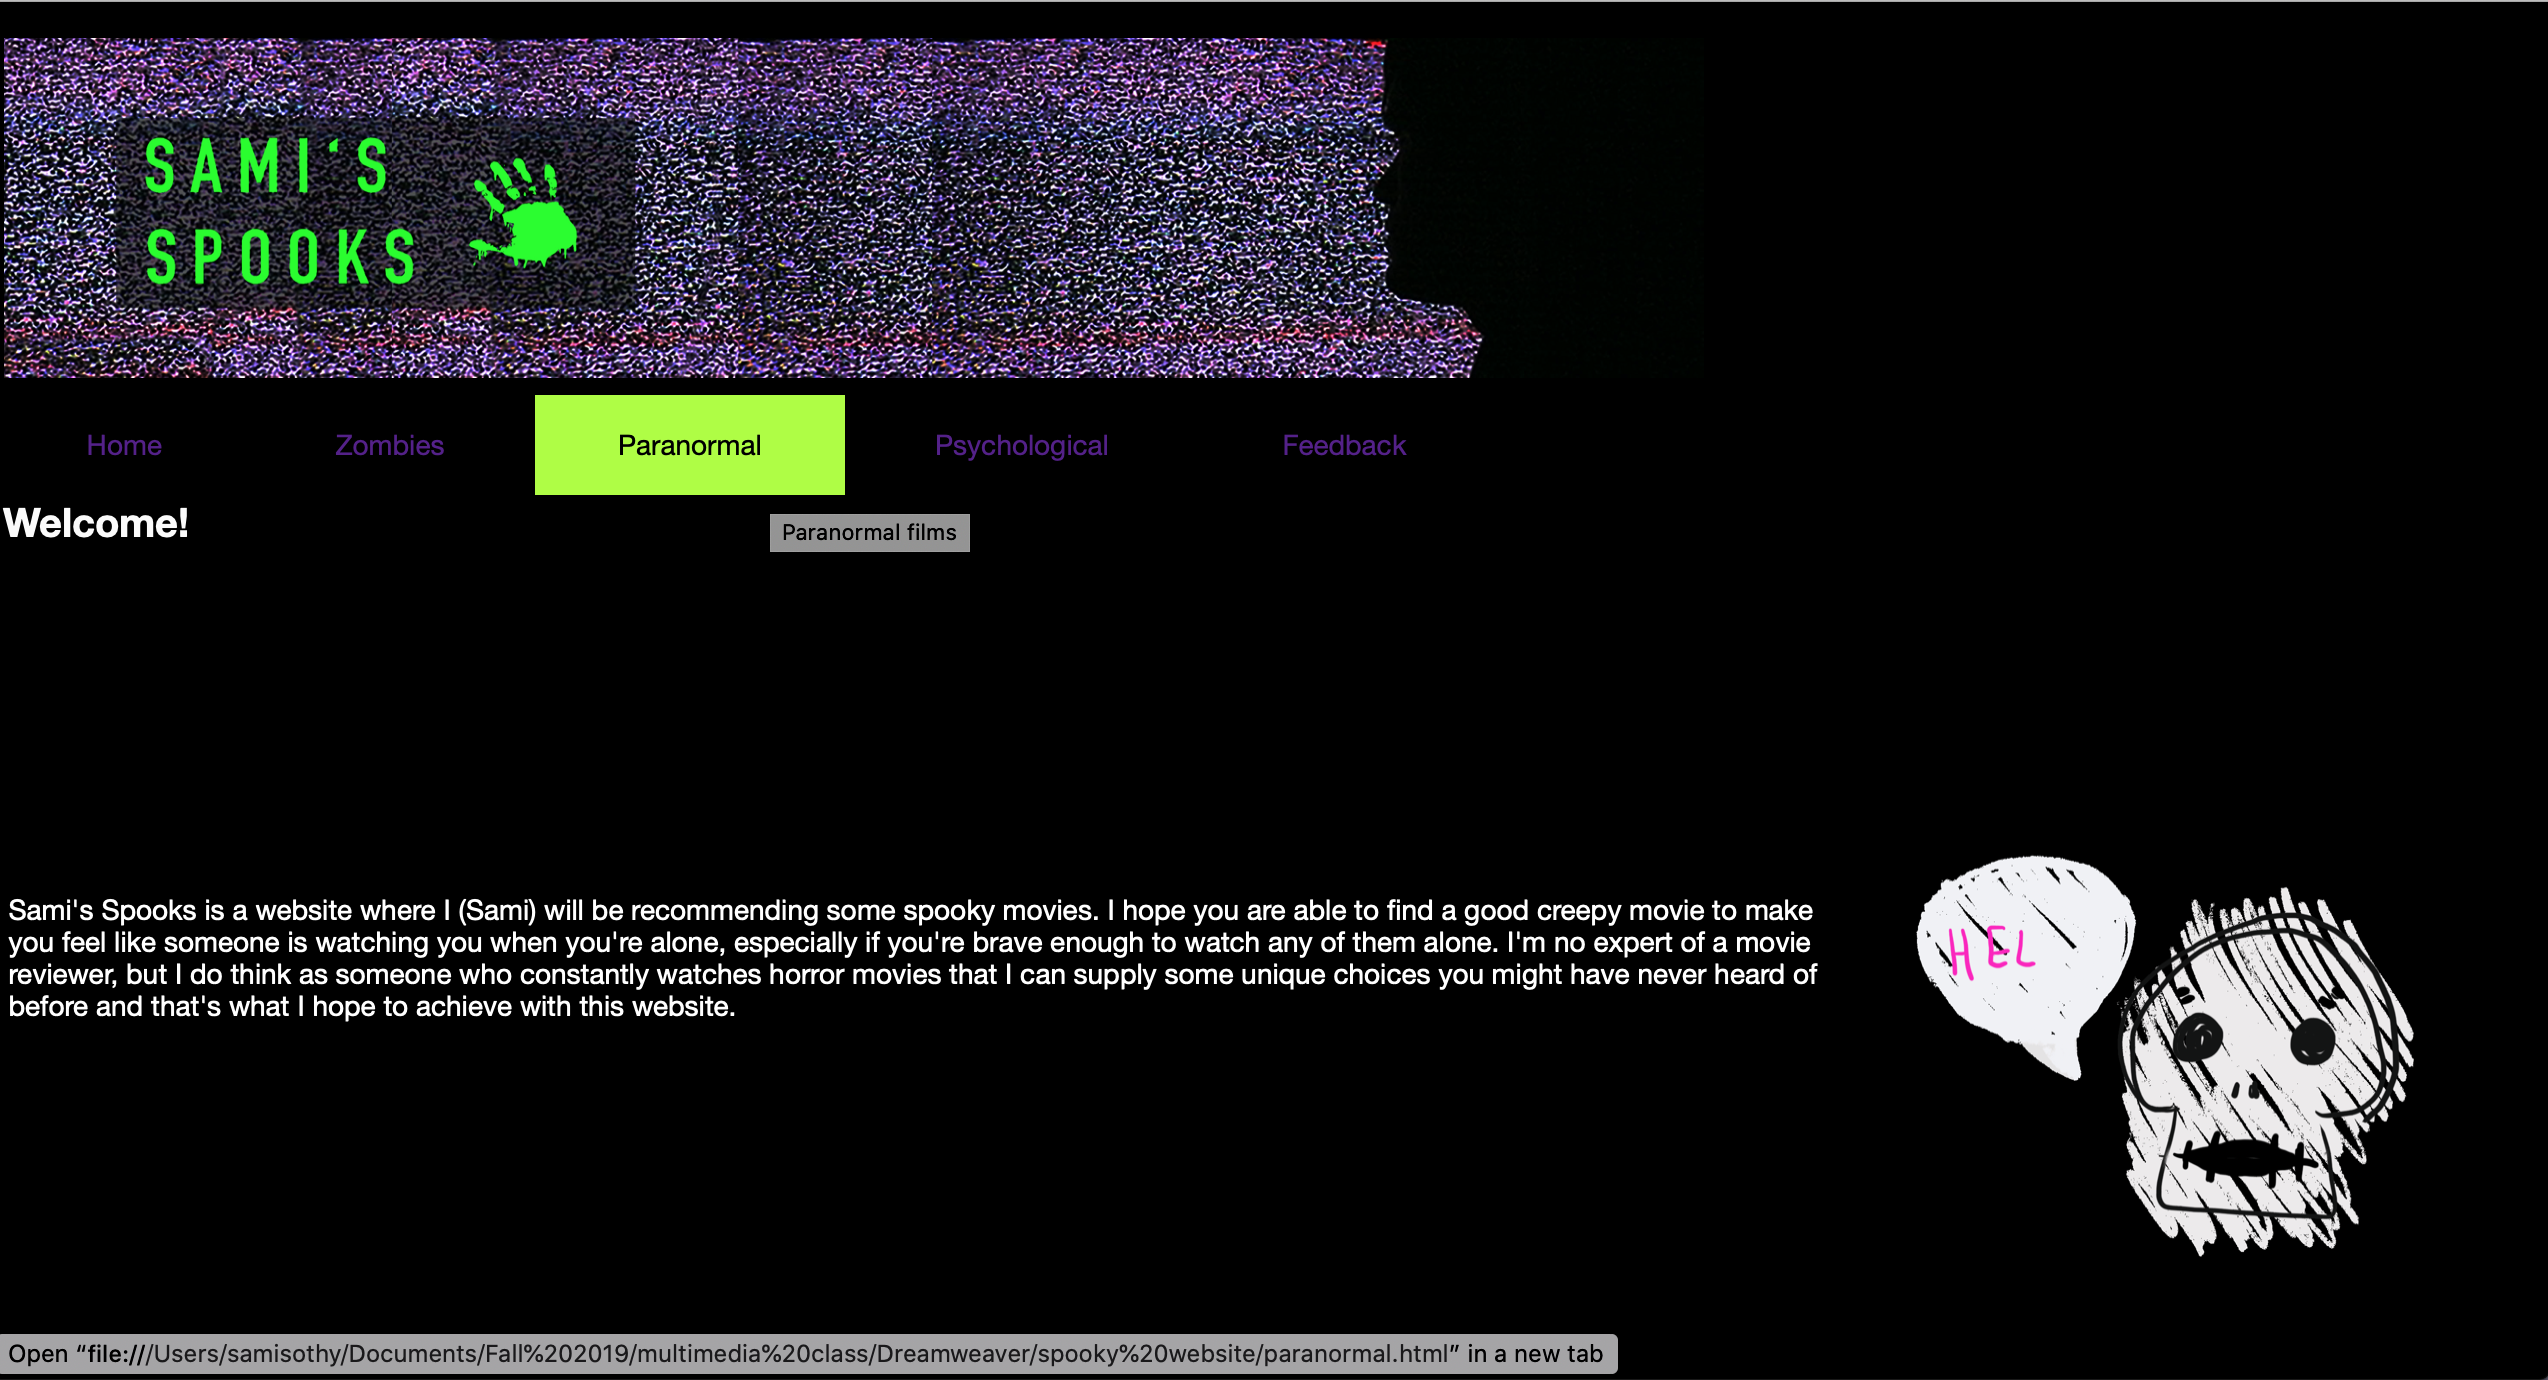 SAMI'S
SPOOKS
Home Zombies Paranormal Psychological Feedback
Welcome!
Paranormal films
Sami's Spooks is a website where I (Sami) will be recommending some spooky movies. I hope you are able to find a good creepy movie to make
you feel like someone is watching you when you're alone, especially if you're brave enough to watch any of them alone. I'm no expert of a movie
reviewer, but I do think as someone who constantly watches horror movies that I can supply some unique choices you might have never heard of
before and that's what I hope to achieve with this website.
HEL
Open “file:///Users/samisothy/Documents/Fall%202019/multimedia%20class/Dreamweaver/spooky%20website/paranormal.html” in a new tab